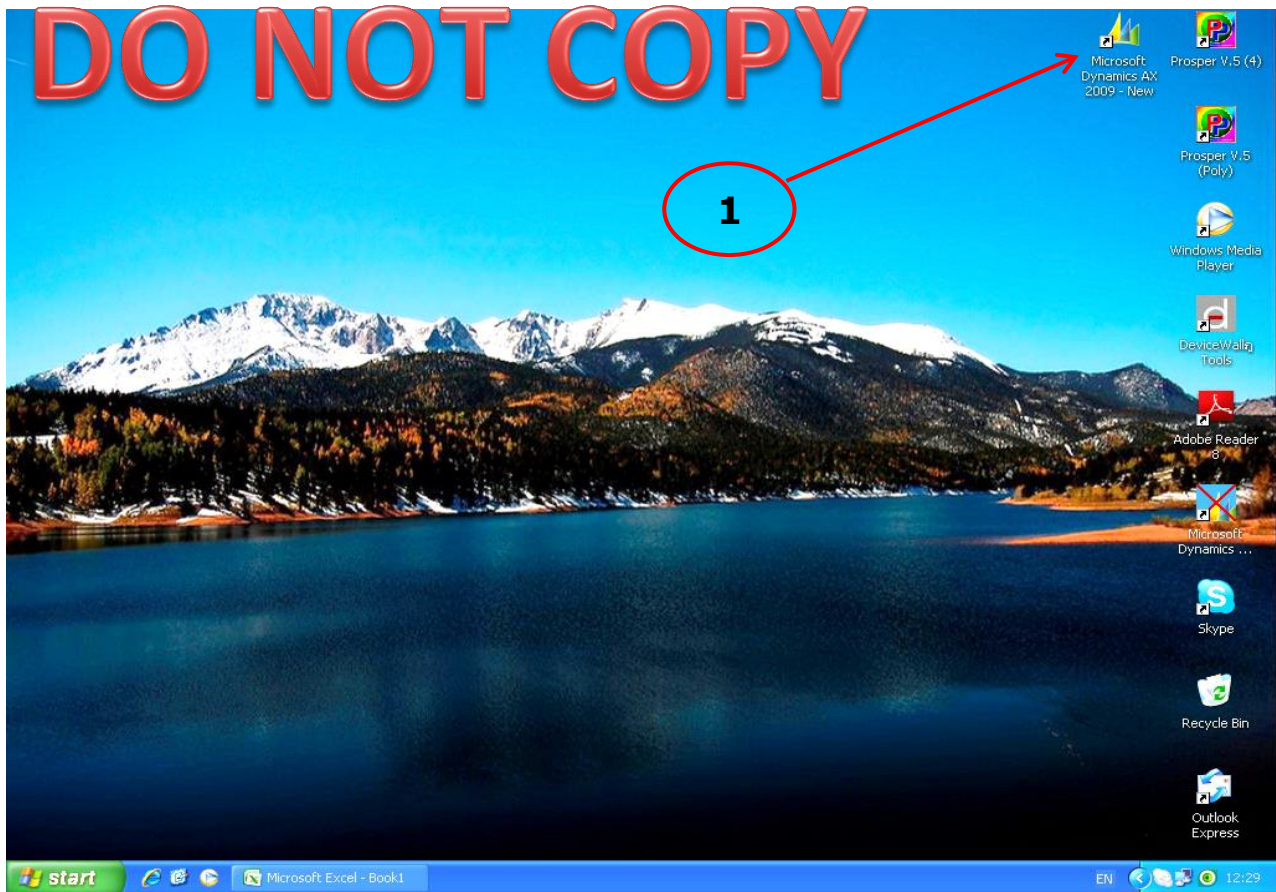 DO NOT COPY
Microsoft
Dynamics AX
2009 - New
Prosper V.5 (4)
1
Prosper V.5
(Poly)
Windows Media
Player
DeviceWall
Tools
Adobe Reader
8
Microsoft
Dynamics ...
Skype
Recycle Bin
Outlook
Express
start
Microsoft Excel - Book1
EN
12:29